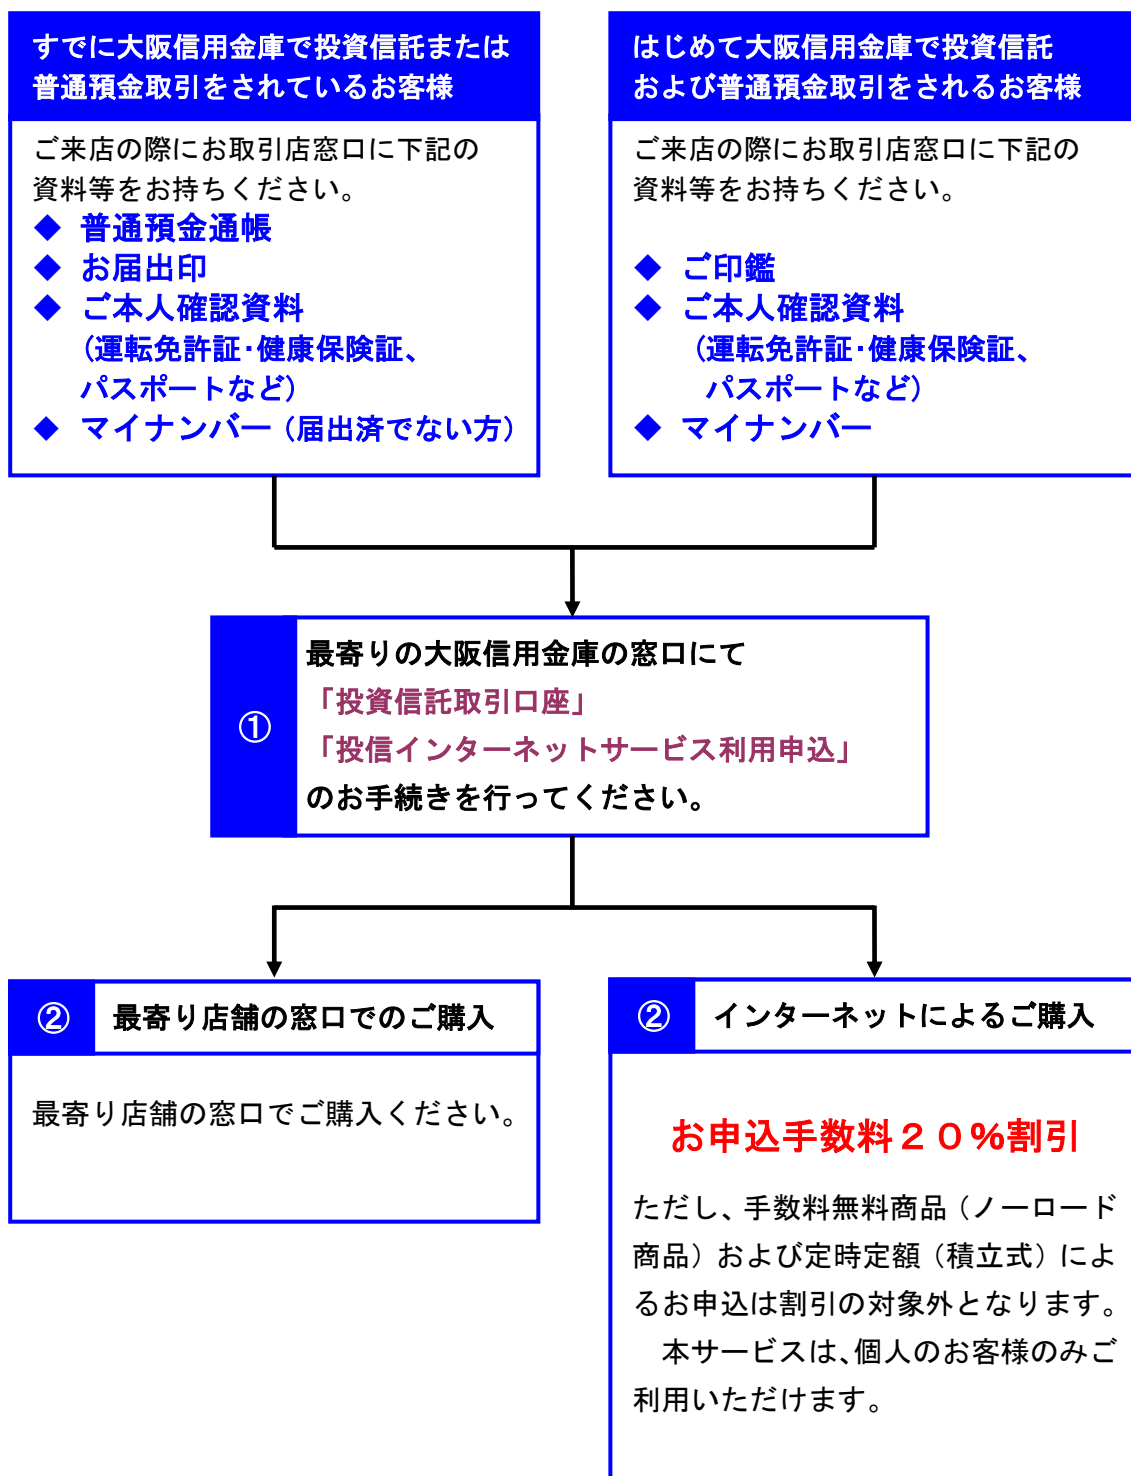 すでに大阪信用金庫で投資信託または
普通預金取引をされているお客様
ご来店の際にお取引店窓口に下記の
資料等をお持ちください。
◆ 普通預金通帳
◆ お届出印
◆ ご本人確認資料
(運転免許証・健康保険証、
パスポートなど)
◆ マイナンバー（届出済でない方）
はじめて大阪信用金庫で投資信託
および普通預金取引をされるお客様
ご来店の際にお取引店窓口に下記の
資料等をお持ちください。
◆ ご印鑑
◆ ご本人確認資料
(運転免許証・健康保険証、
パスポートなど)
◆ マイナンバー
①
最寄りの大阪信用金庫の窓口にて
「投資信託取引口座」
「投信インターネットサービス利用申込」
のお手続きを行ってください。
② 最寄り店舗の窓口でのご購入
最寄り店舗の窓口でご購入ください。
② インターネットによるご購入
お申込手数料２０％割引
ただし、手数料無料商品（ノーロード
商品）および定時定額（積立式）によ
るお申込は割引の対象外となります。
本サービスは、個人のお客様のみご
利用いただけます。